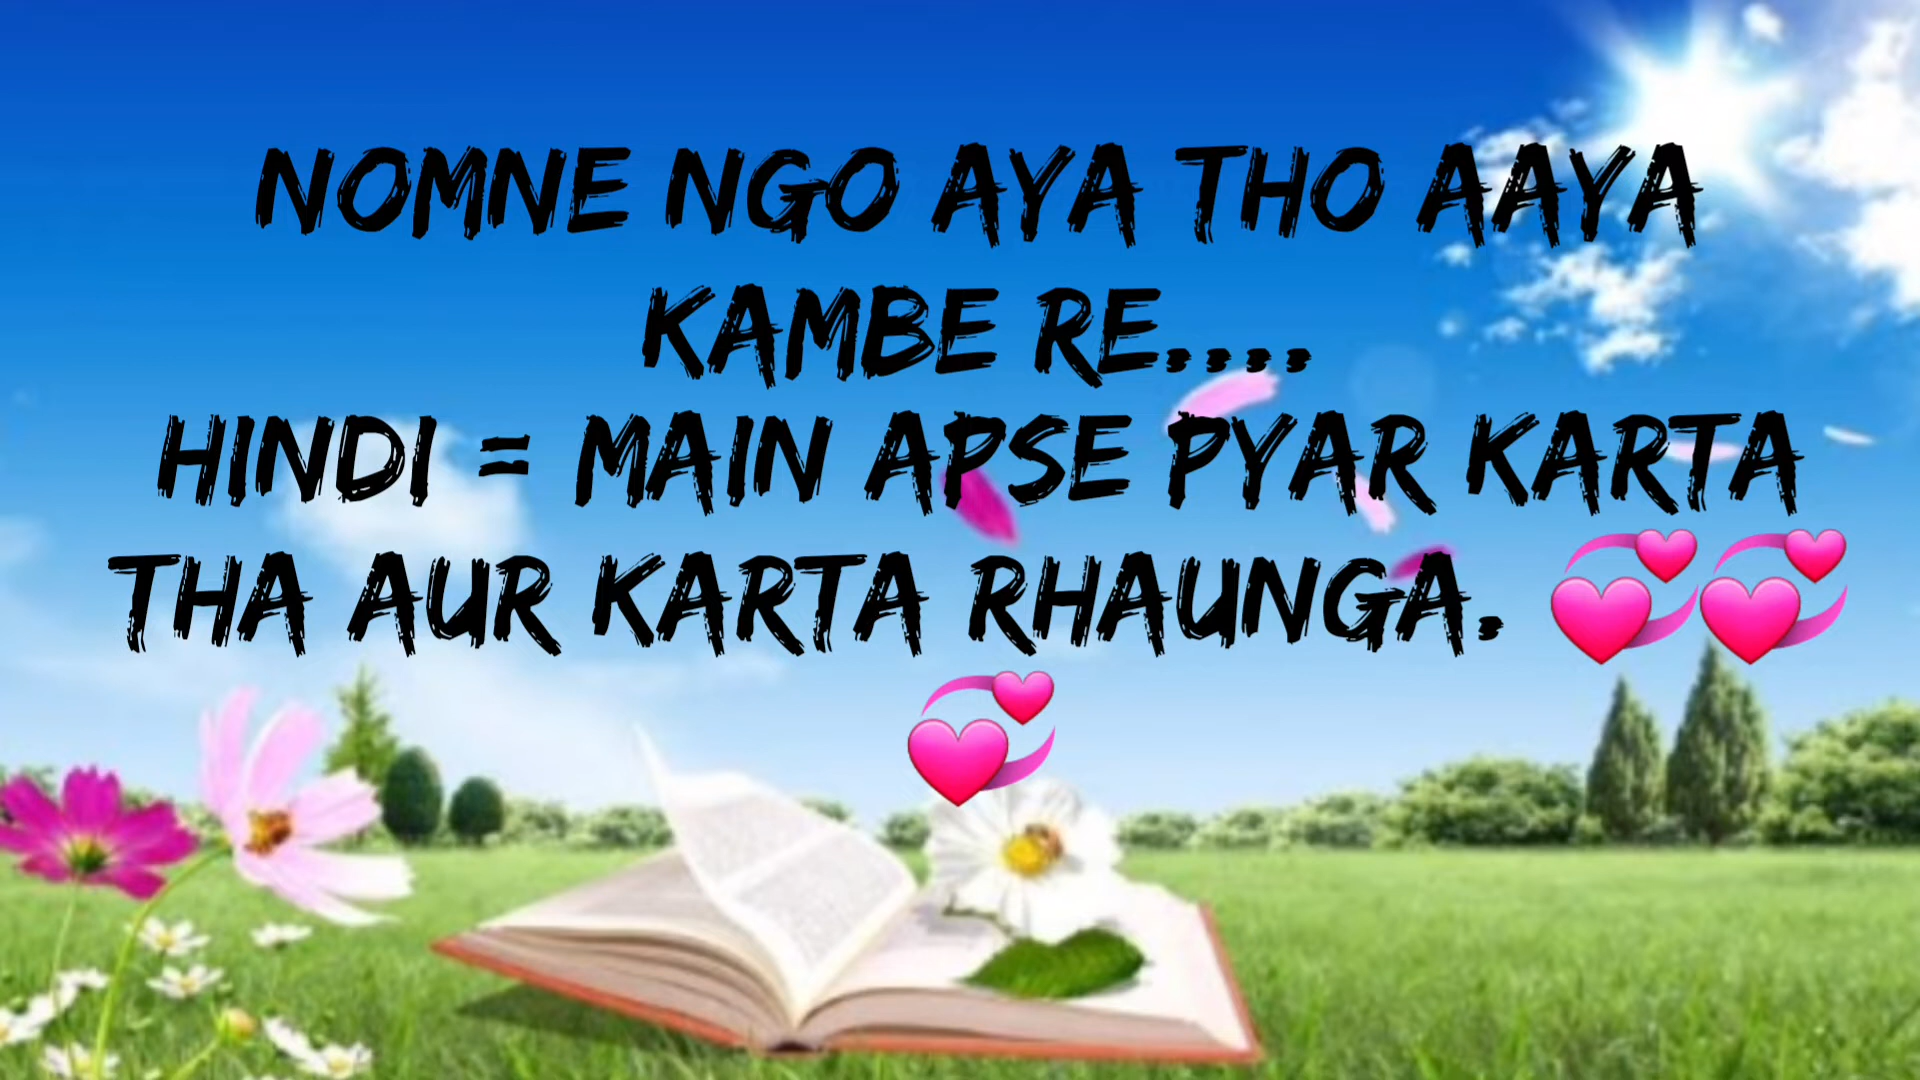 NOMNE NGO AYA THO AAYA
KAMBE RE....
HINDI = MAIN APSE PYAR KARTA
THA AUR KARTA RHAUNGA. 💞💞
💞